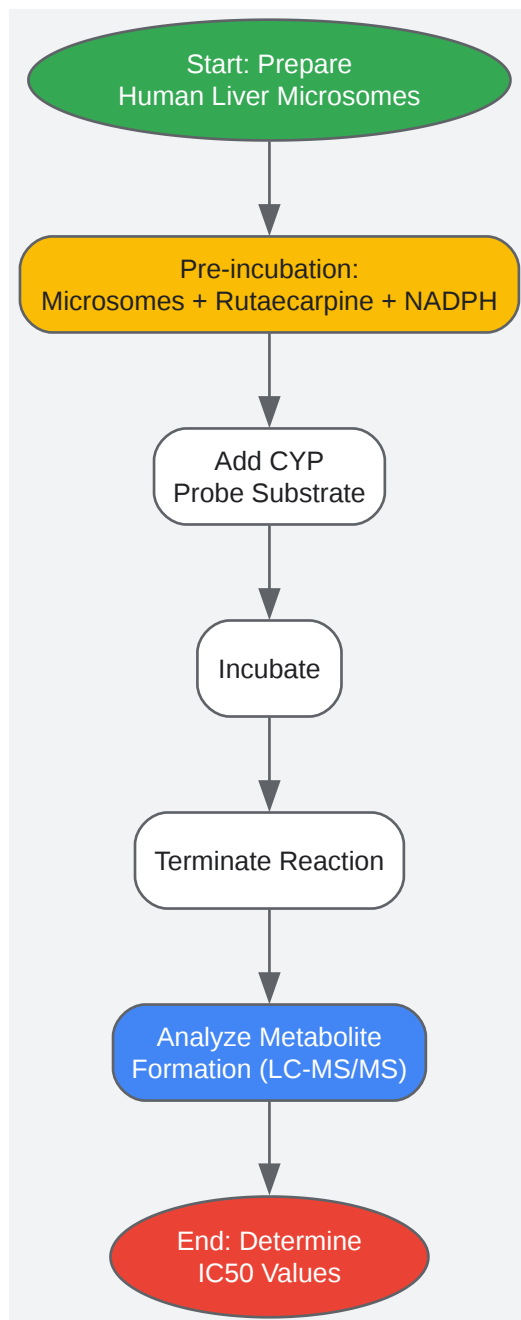 Start: Prepare
Human Liver Microsomes
Pre-incubation:
Microsomes + Rutaecarpine + NADPH
Add CYP
Probe Substrate
Incubate
Terminate Reaction
Analyze Metabolite
Formation (LC-MS/MS)
End: Determine
IC50 Values